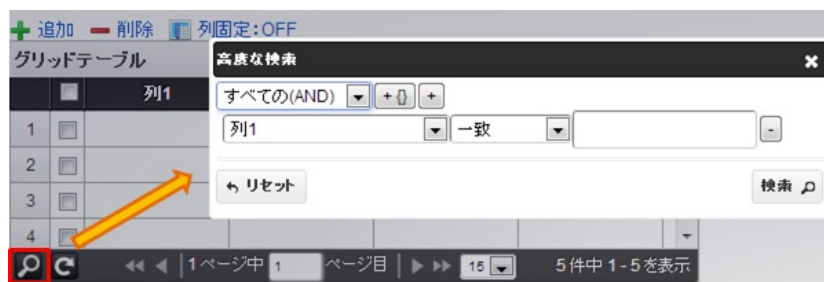 追加 削除 列固定:OFF
グリッドテーブル
高度な検索
列1
すべての(AND) +{} +
1
列1 一致 -
2
リセット 検索
3
4
1ページ中 1 ページ目 15 5件中 1 - 5 を表示